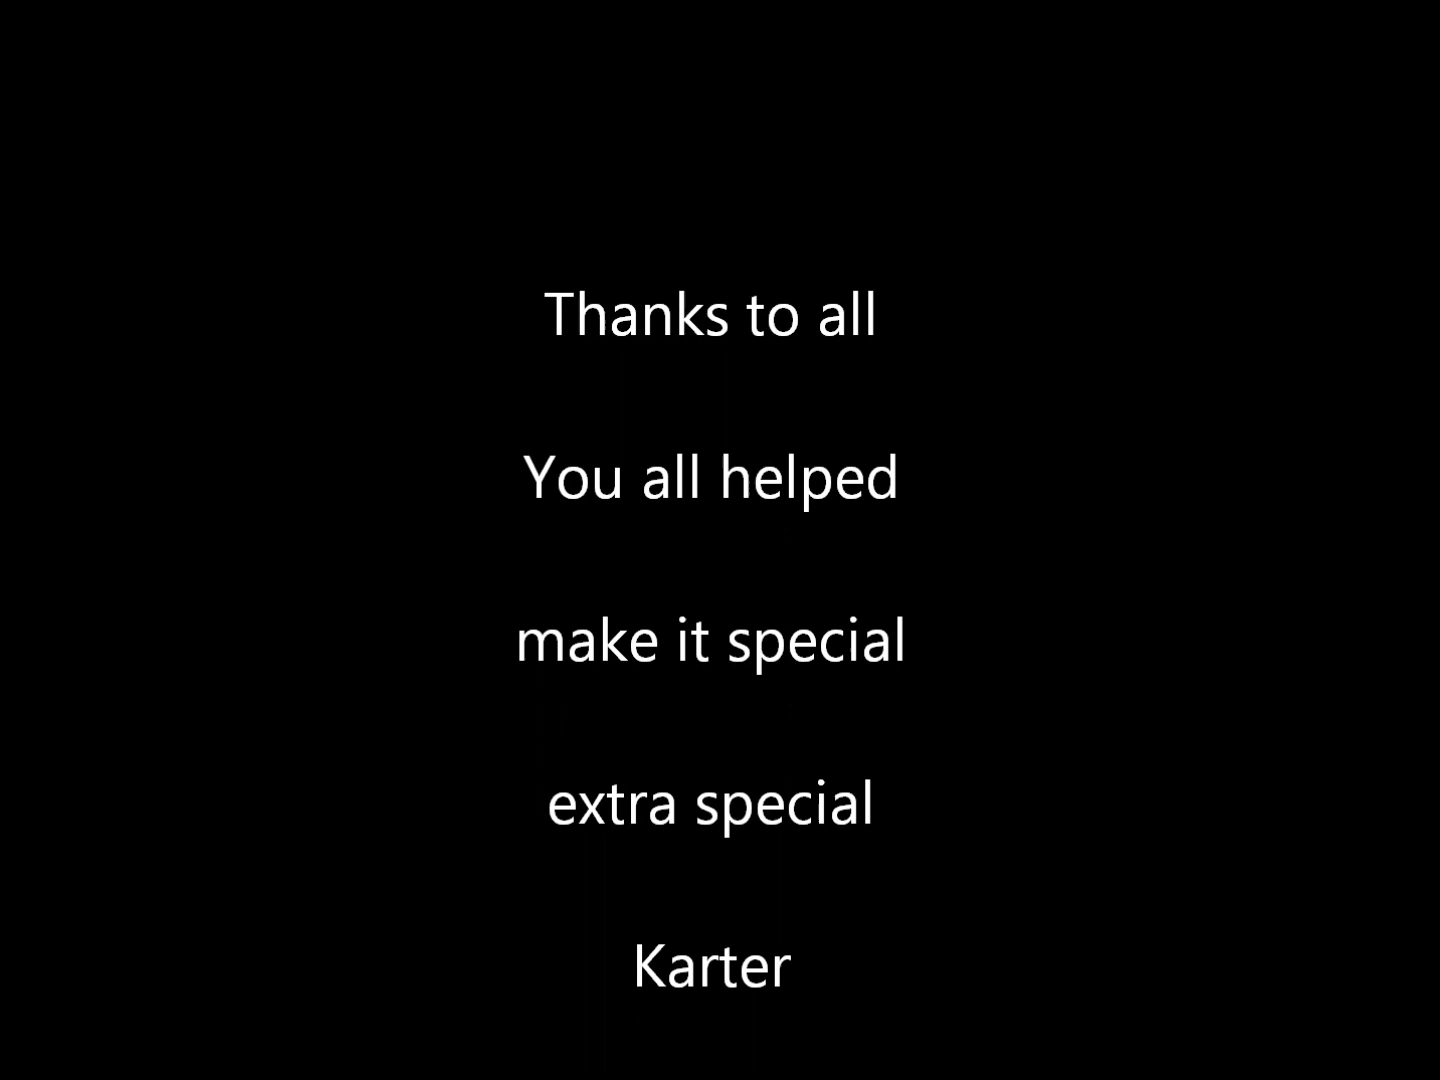 Thanks to all
You all helped
make it special
extra special
Karter